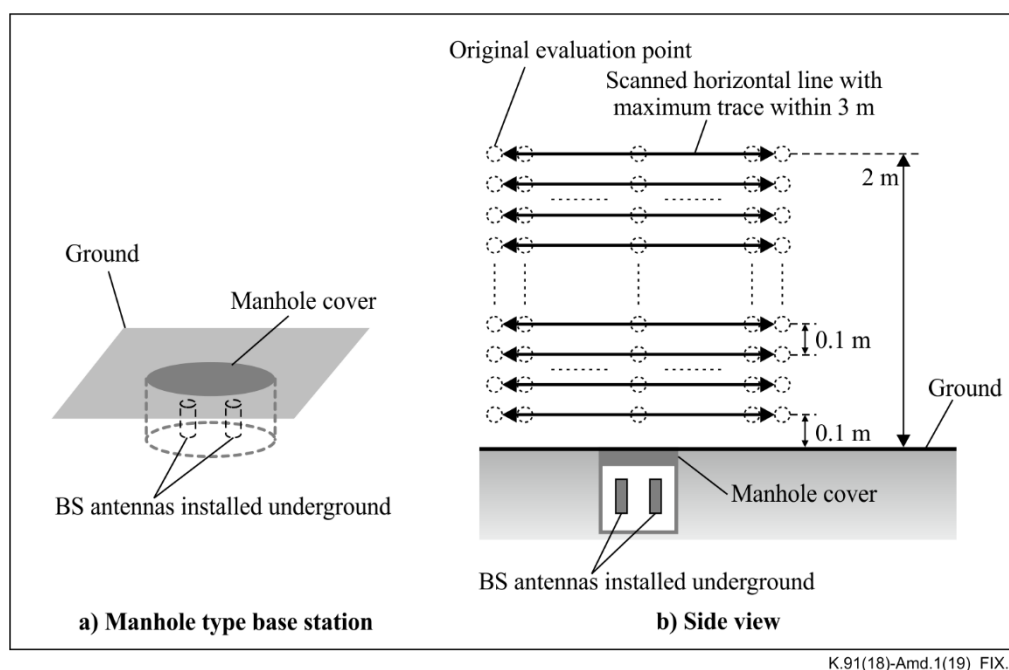 Original evaluation point
Scanned horizontal line with
maximum trace within 3 m
2 m
Ground
Manhole cover
0.1 m
Ground
0.1 m
Manhole cover
BS antennas installed underground
BS antennas installed underground
a) Manhole type base station
b) Side view
K.91(18)-Amd.1(19)_FIX.